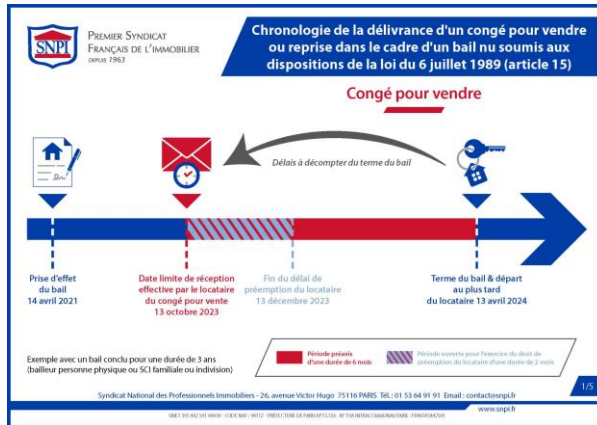 SNPI
PREMIER SYNDICAT
FRANÇAIS DE L'IMMOBILIER
DEPUIS 1963
Chronologie de la délivrance d'un congé pour vendre
ou reprise dans le cadre d'un bail nu soumis aux
dispositions de la loi du 6 juillet 1989 (article 15)
Congé pour vendre
Délais à décompter du terme du bail
Prise d'effet
du bail
14 avril 2021
Date limite de réception
effective par le locataire
du congé pour vente
13 octobre 2023
Fin du délai de
préemption du locataire
13 décembre 2023
Terme du bail & départ
au plus tard
du locataire 13 avril 2024
Exemple avec un bail conclu pour une durée de 3 ans
(bailleur personne physique ou SCI familiale ou indivision)
Période préavis
d'une durée de 6 mois
Période ouverte pour l'exercice du droit de
préemption du locataire d'une durée de 2 mois
1/5
Syndicat National des Professionnels Immobiliers - 26, avenue Victor Hugo 75116 PARIS Tél.: 01 53 64 91 91 Email : contact@snpi.fr
www.snpi.fr